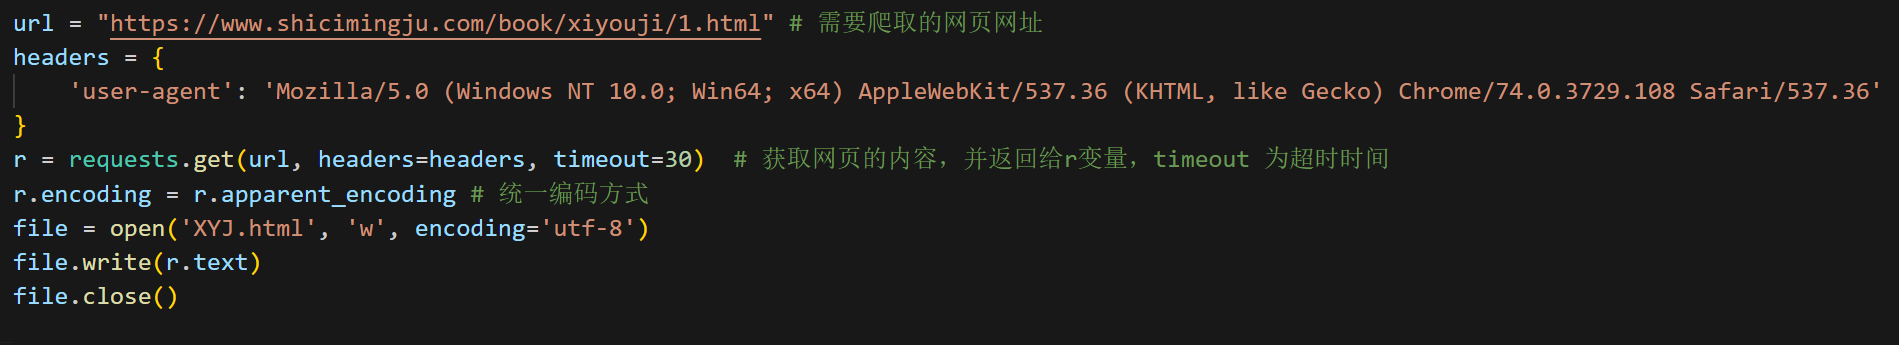 url = "https://www.shicimingju.com/book/xiyouji/1.html" # 需要爬取的网页网址
headers = {
    'user-agent': 'Mozilla/5.0 (Windows NT 10.0; Win64; x64) AppleWebKit/537.36 (KHTML, like Gecko) Chrome/74.0.3729.108 Safari/537.36'
}
r = requests.get(url, headers=headers, timeout=30)  # 获取网页的内容，并返回给r变量，timeout 为超时时间
r.encoding = r.apparent_encoding # 统一编码方式
file = open('XYJ.html', 'w', encoding='utf-8')
file.write(r.text)
file.close()